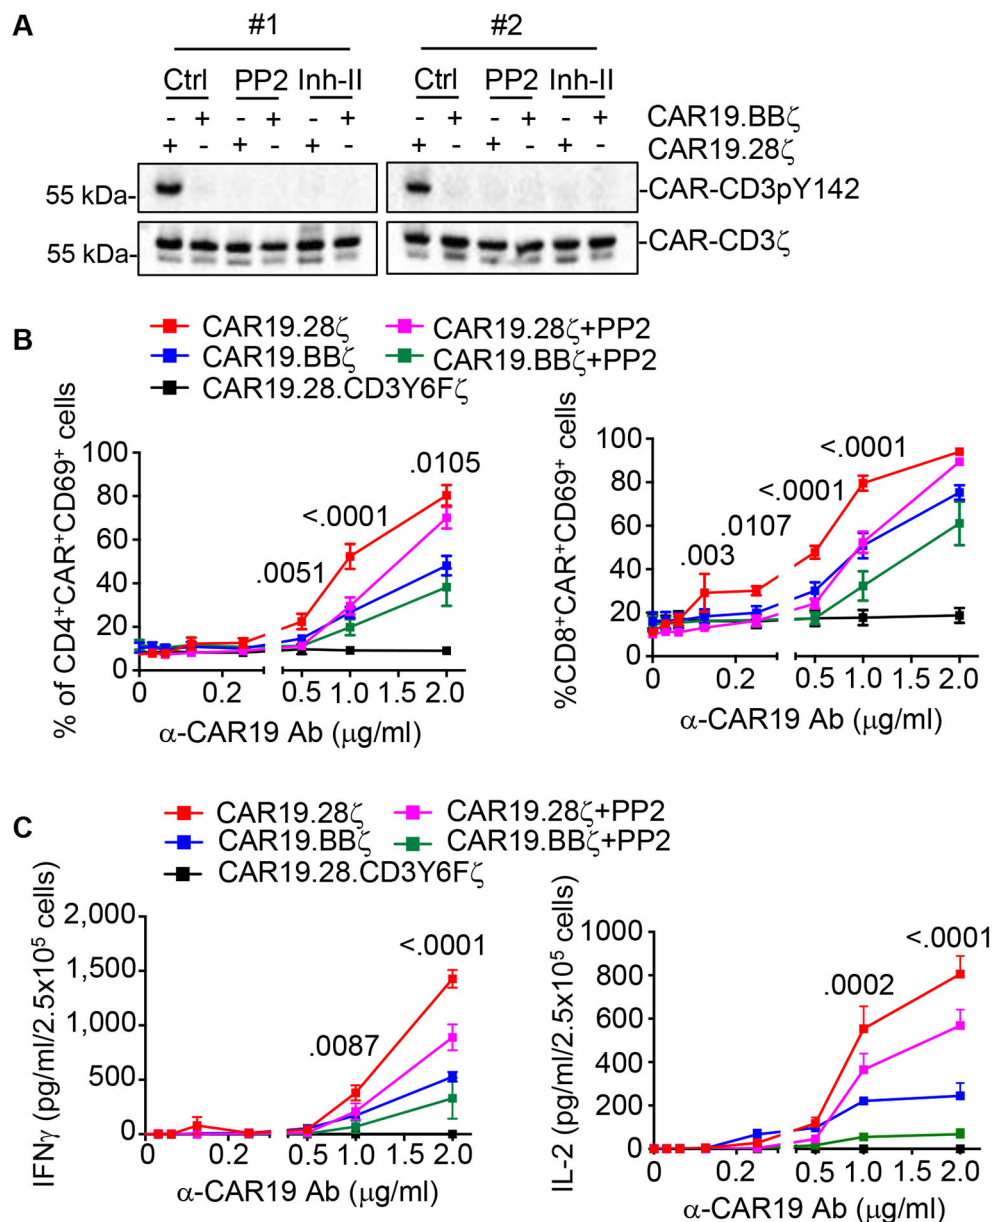 A
#1 #2
Ctrl PP2 Inh-II Ctrl PP2 Inh-II
- + - + - + - + - + - + CAR19.BBζ
+ - + - + - + - + - + - CAR19.28ζ
55 kDa- -CAR-CD3pY142
55 kDa- -CAR-CD3ζ
B
CAR19.28ζ CAR19.28ζ+PP2
CAR19.BBζ CAR19.BBζ+PP2
CAR19.28.CD3Y6Fζ
% of CD4⁺CAR⁺CD69⁺ cells
100
80
60
40
20
0
.0051
<.0001
.0105
0 0.2 0.5 1.0 1.5 2.0
α-CAR19 Ab (μg/ml)
%CD8⁺CAR⁺CD69⁺ cells
100
80
60
40
20
0
.003
.0107
<.0001
<.0001
0 0.2 0.5 1.0 1.5 2.0
α-CAR19 Ab (μg/ml)
C
CAR19.28ζ CAR19.28ζ+PP2
CAR19.BBζ CAR19.BBζ+PP2
CAR19.28.CD3Y6Fζ
IFNγ (pg/ml/2.5x10⁵ cells)
2,000
1,500
1,000
500
0
.0087
<.0001
0 0.2 0.5 1.0 1.5 2.0
α-CAR19 Ab (μg/ml)
IL-2 (pg/ml/2.5x10⁵ cells)
1000
800
600
400
200
0
.0002
<.0001
0 0.2 0.5 1.0 1.5 2.0
α-CAR19 Ab (μg/ml)